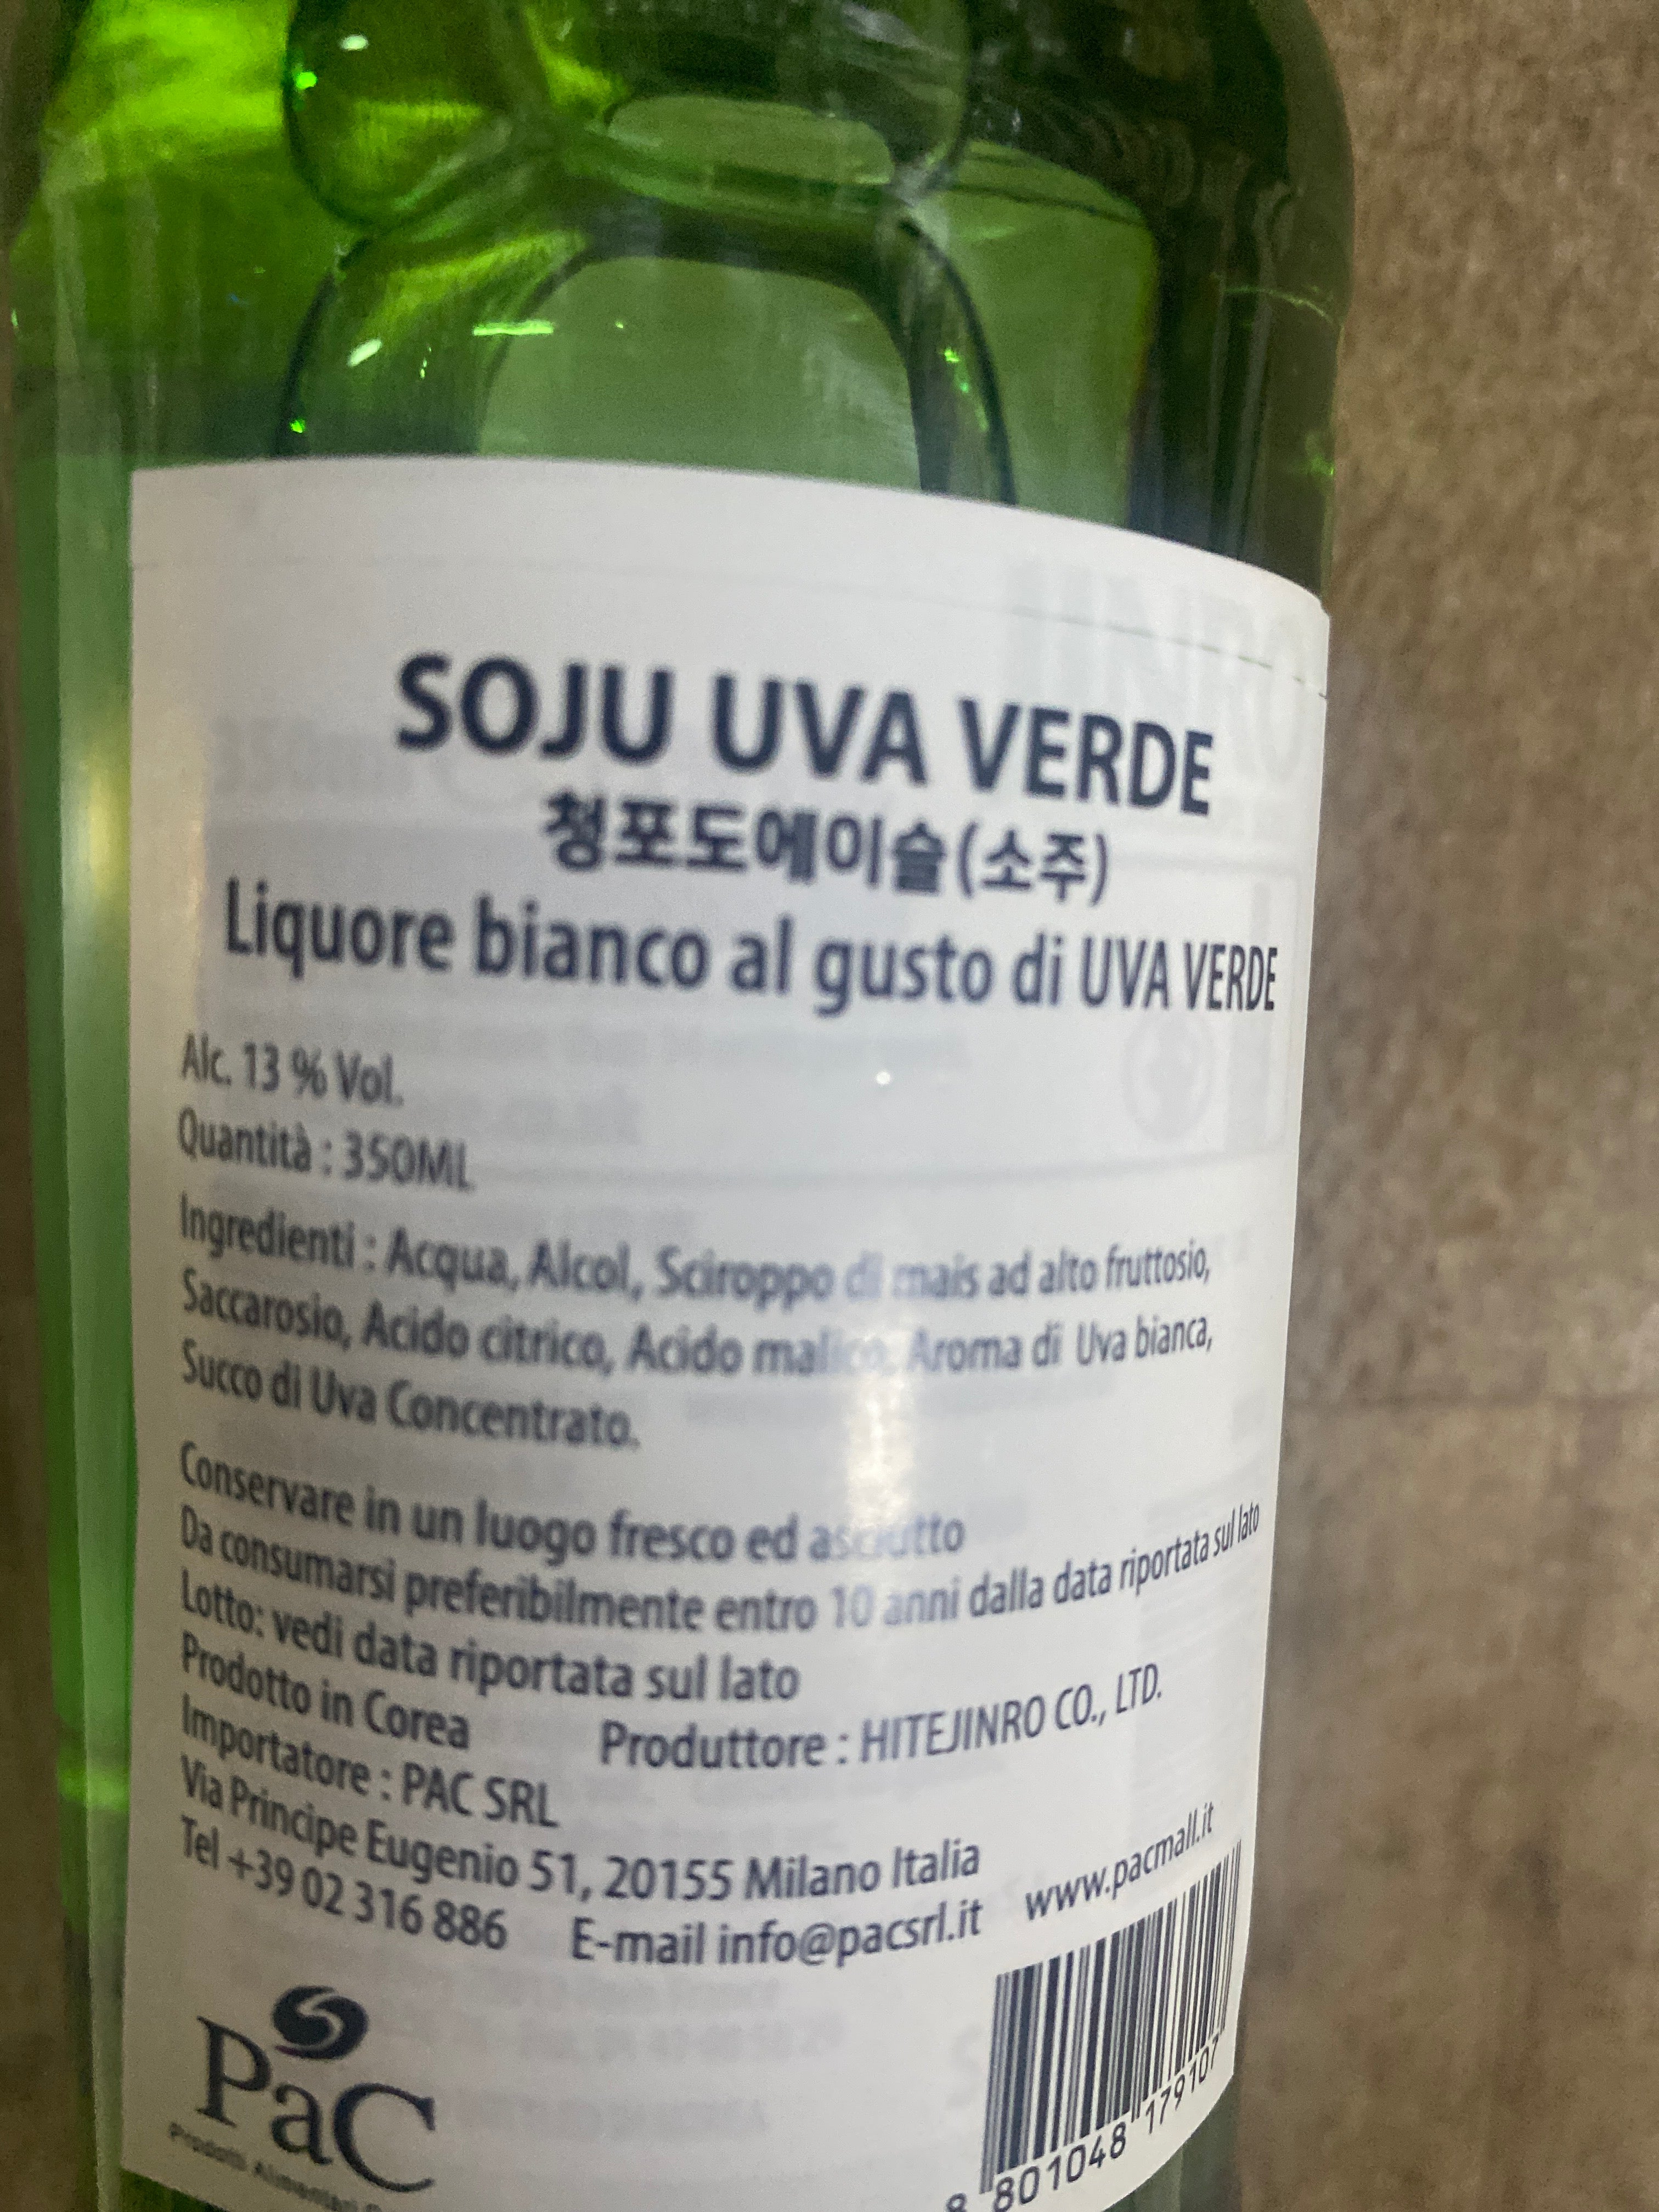 SOJU UVA VERDE
청포도에이슬(소주)
Liquore bianco al gusto di UVA VERDE
Alc. 13 % Vol.
Quantità : 350ML
Ingredienti : Acqua, Alcol, Sciroppo di mais ad alto fruttosio,
Saccarosio, Acido citrico, Acido malico, Aroma di Uva bianca,
Succo di Uva Concentrato.
Conservare in un luogo fresco ed asciutto
Da consumarsi preferibilmente entro 10 anni dalla data riportata sul lato
Lotto: vedi data riportata sul lato
Prodotto in Corea Produttore : HITEJINRO CO., LTD.
Importatore : PAC SRL
Via Principe Eugenio 51, 20155 Milano Italia
Tel +39 02 316 886 E-mail info@pacsrl.it www.pacmall.it
PaC
Prodotti Alimentari
8 801048 179107